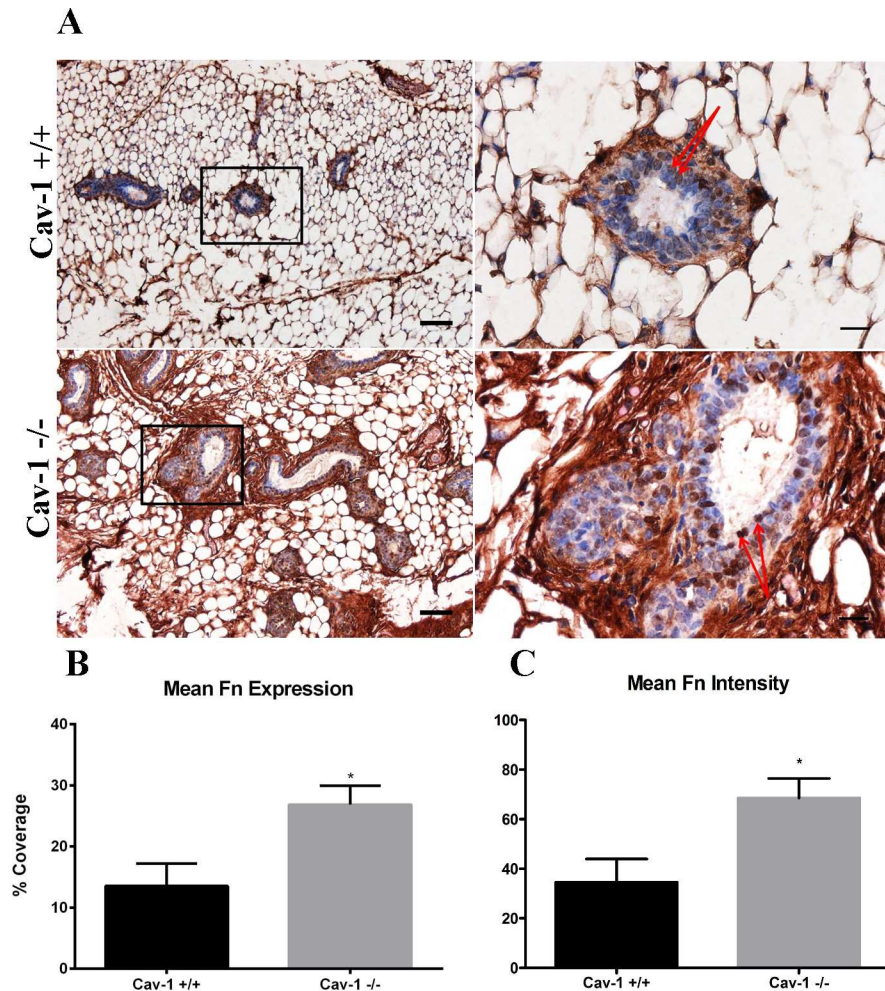 A
Cav-1 +/+
Cav-1 -/-
B
Mean Fn Expression
% Coverage
40
30
20
10
0
*
Cav-1 +/+
Cav-1 -/-
C
Mean Fn Intensity
100
80
60
40
20
0
*
Cav-1 +/+
Cav-1 -/-